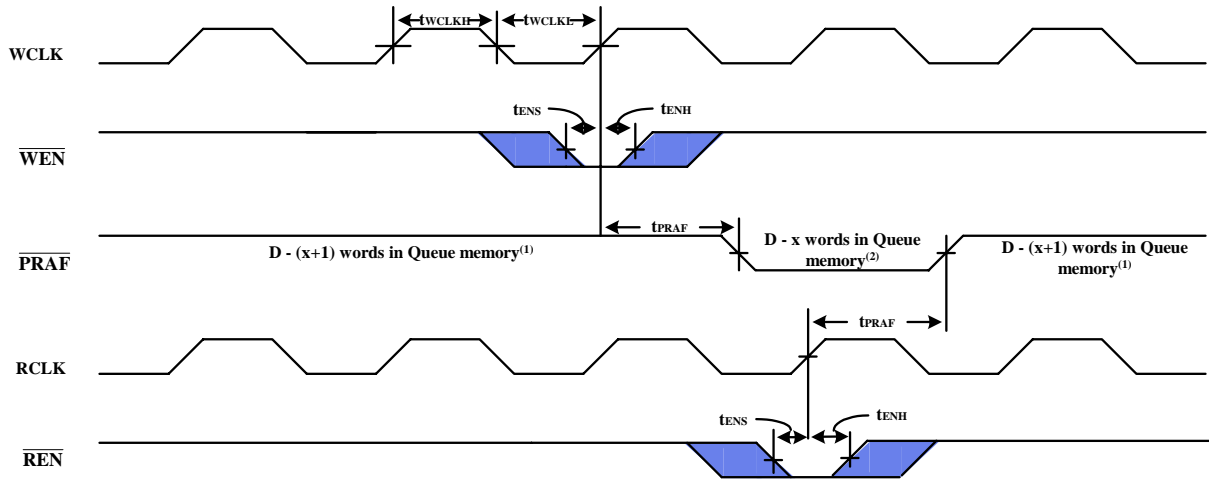 tWCLKH tWCLKL
WCLK
tENS tENH
WEN
tPRAF
D - (x+1) words in Queue memory(1)
D - x words in Queue
memory(2)
D - (x+1) words in Queue
memory(1)
PRAF
tPRAF
RCLK
tENS tENH
REN